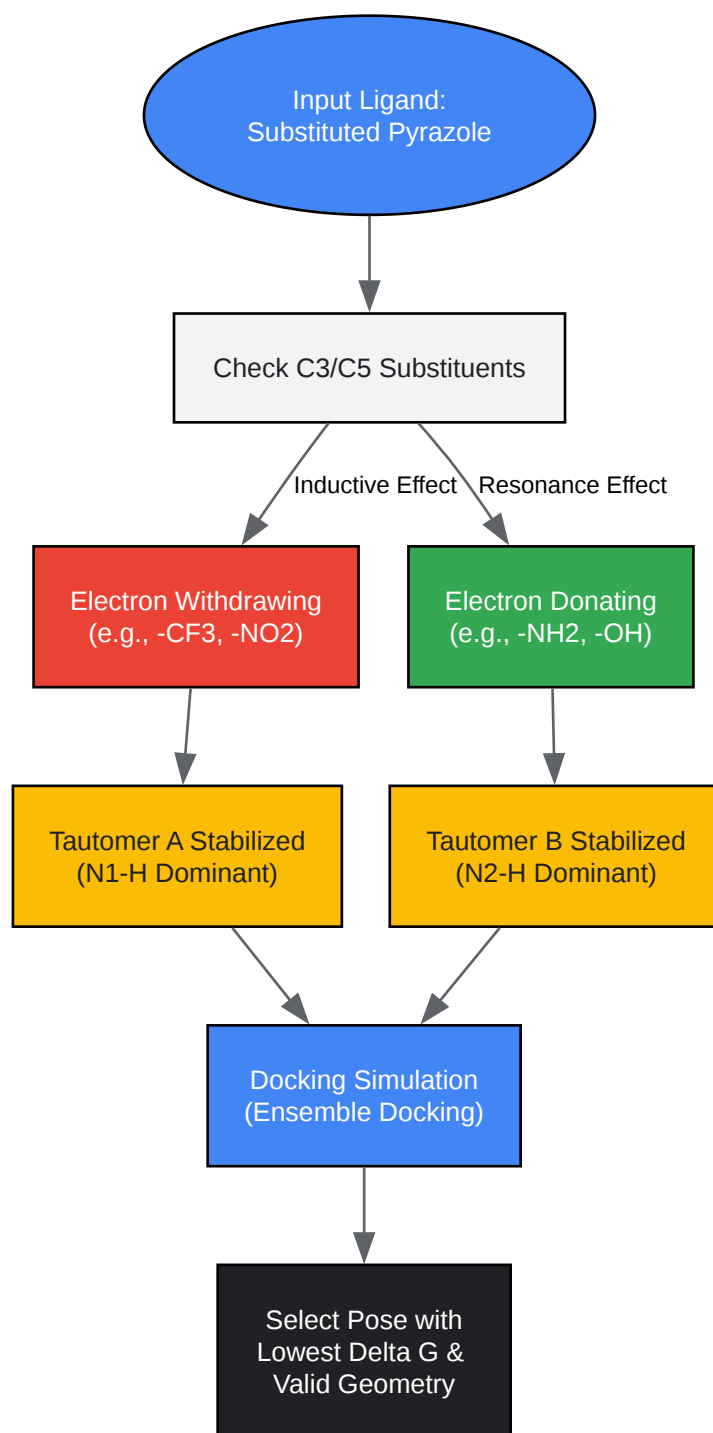 Input Ligand:
Substituted Pyrazole
Check C3/C5 Substituents
Inductive Effect
Resonance Effect
Electron Withdrawing
(e.g., -CF3, -NO2)
Electron Donating
(e.g., -NH2, -OH)
Tautomer A Stabilized
(N1-H Dominant)
Tautomer B Stabilized
(N2-H Dominant)
Docking Simulation
(Ensemble Docking)
Select Pose with
Lowest Delta G &
Valid Geometry